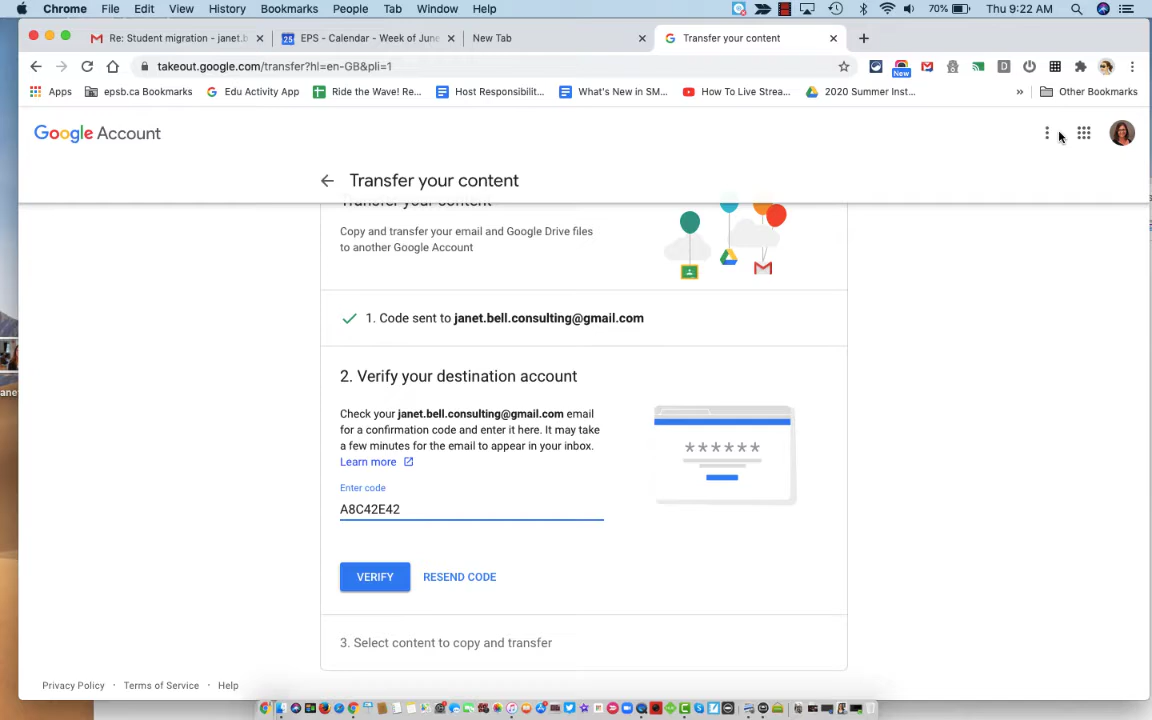 Chrome File Edit View History Bookmarks People Tab Window Help 70% Thu 9:22 AM
Re: Student migration - janet.b
25 EPS - Calendar - Week of June
New Tab
Transfer your content
takeout.google.com/transfer?hl=en-GB&pli=1
New
Apps epsb.ca Bookmarks Edu Activity App Ride the Wave! Re... Host Responsibilit... What's New in SM... How To Live Strea... 2020 Summer Inst... » Other Bookmarks
Google Account
Transfer your content
Transfer your content
Copy and transfer your email and Google Drive files
to another Google Account
1. Code sent to janet.bell.consulting@gmail.com
2. Verify your destination account
Check your janet.bell.consulting@gmail.com email
for a confirmation code and enter it here. It may take
a few minutes for the email to appear in your inbox.
Learn more
******
Enter code
A8C42E42
VERIFY RESEND CODE
3. Select content to copy and transfer
Privacy Policy · Terms of Service · Help